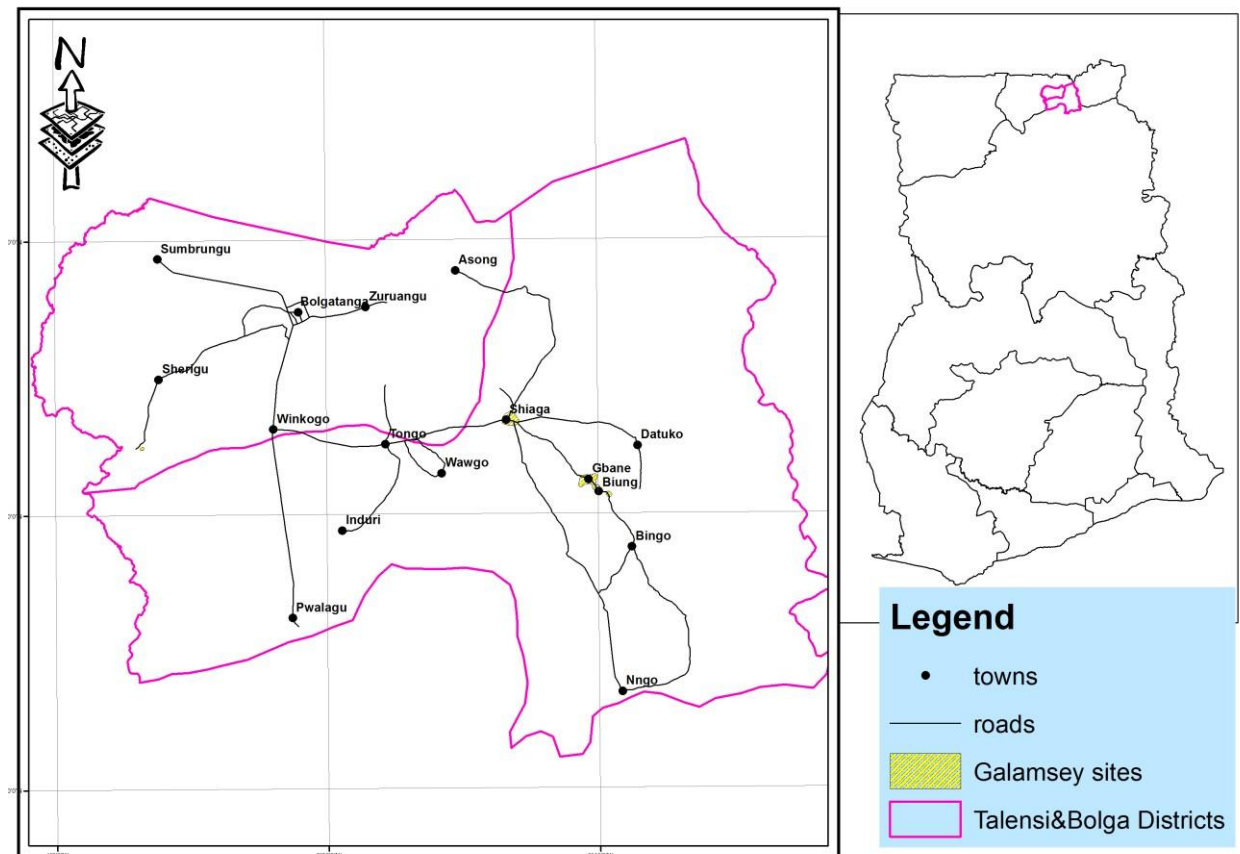 N
Sumbrungu
Asong
Bolgatanga
Zuruangu
Sherigu
Shiaga
Winkogo
Tongo
Datuko
Wawgo
Gbane
Biung
Induri
Bingo
Pwalagu
Nngo
Legend
towns
roads
Galamsey sites
Talensi&Bolga Districts